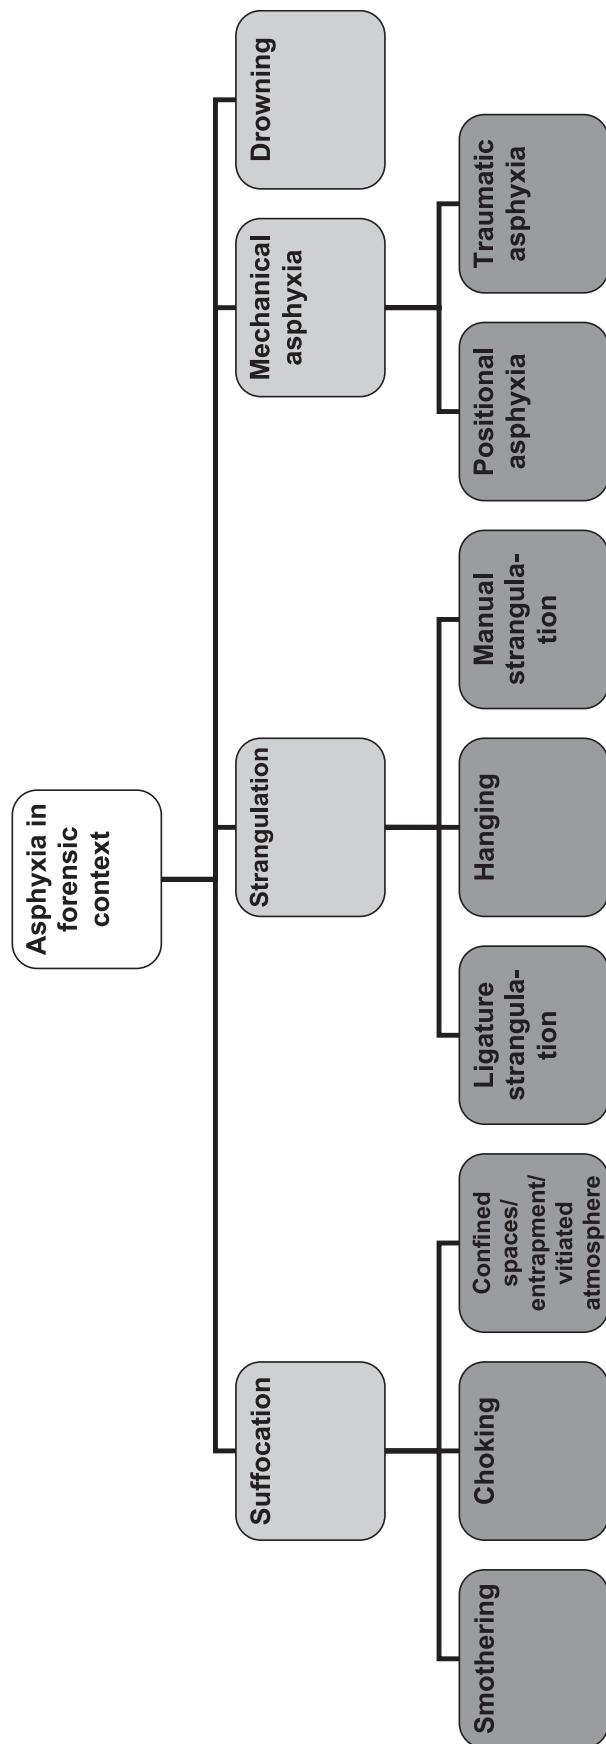 Asphyxia in
forensic
context
Suffocation
Strangulation
Mechanical
asphyxia
Drowning
Smothering
Choking
Confined
spaces/
entrapment/
vitiated
atmosphere
Ligature
strangula-
tion
Hanging
Manual
strangula-
tion
Positional
asphyxia
Traumatic
asphyxia